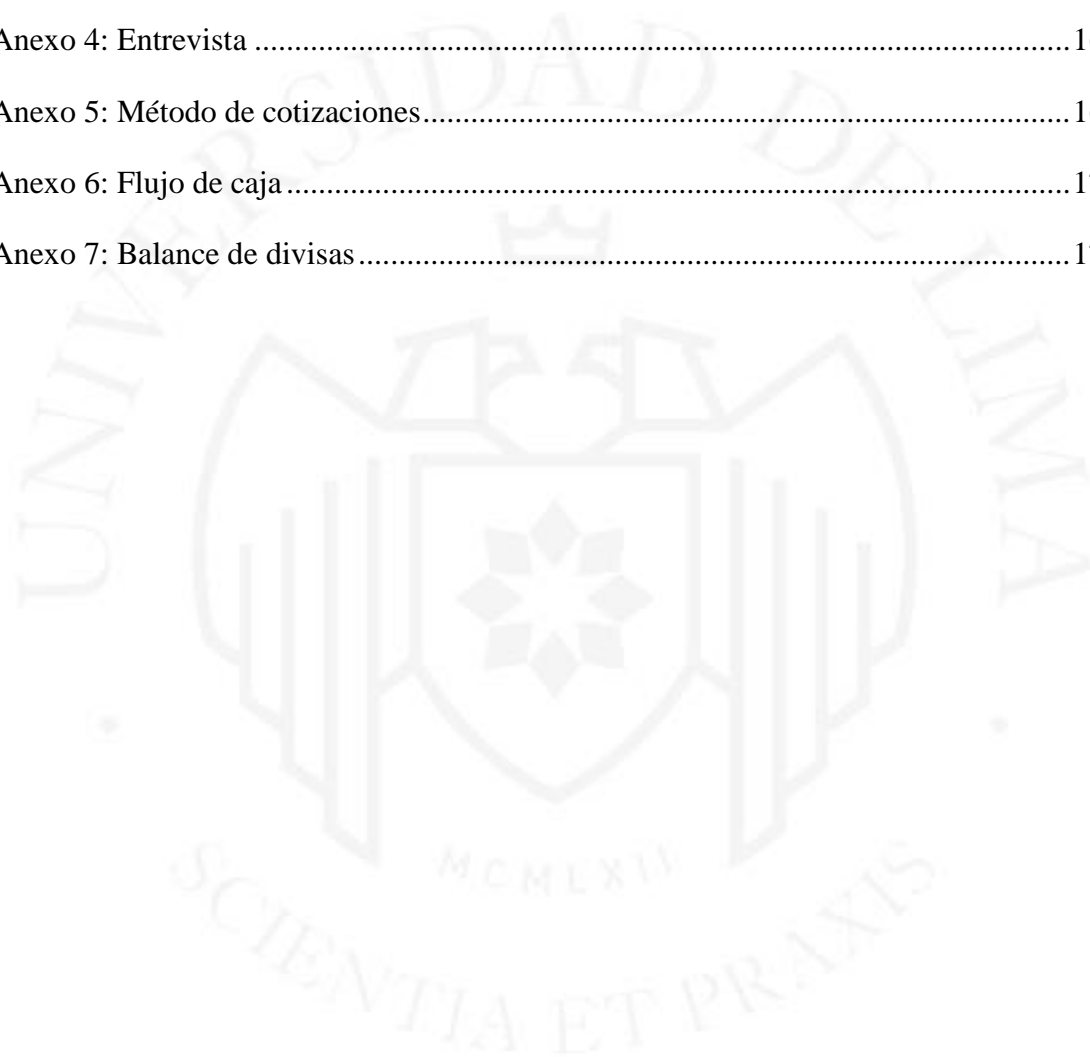 Anexo 4: Entrevista ........................................................................................................ 1
Anexo 5: Método de cotizaciones................................................................................... 1
Anexo 6: Flujo de caja .................................................................................................... 1
Anexo 7: Balance de divisas........................................................................................... 1
UNIVERSIDAD DE LIMA
MCMLXII
SCIENTIA ET PRAXIS